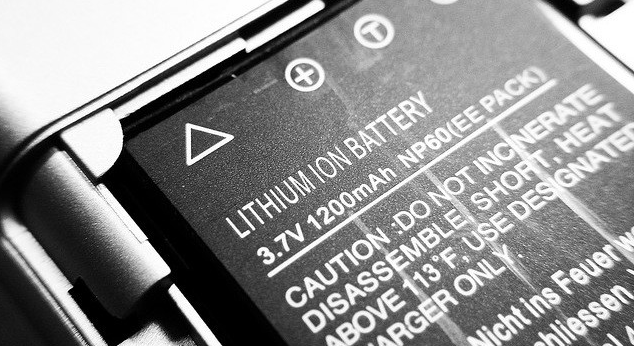 + T
LITHIUM ION BATTERY
3.7V 1200mAh NP60(EE PACK)
CAUTION :DO NOT INCINERATE
DISASSEMBLE, SHORT, HEAT
ABOVE 113°F, USE DESIGNATE
CHARGER ONLY.
Nicht ins Feuer